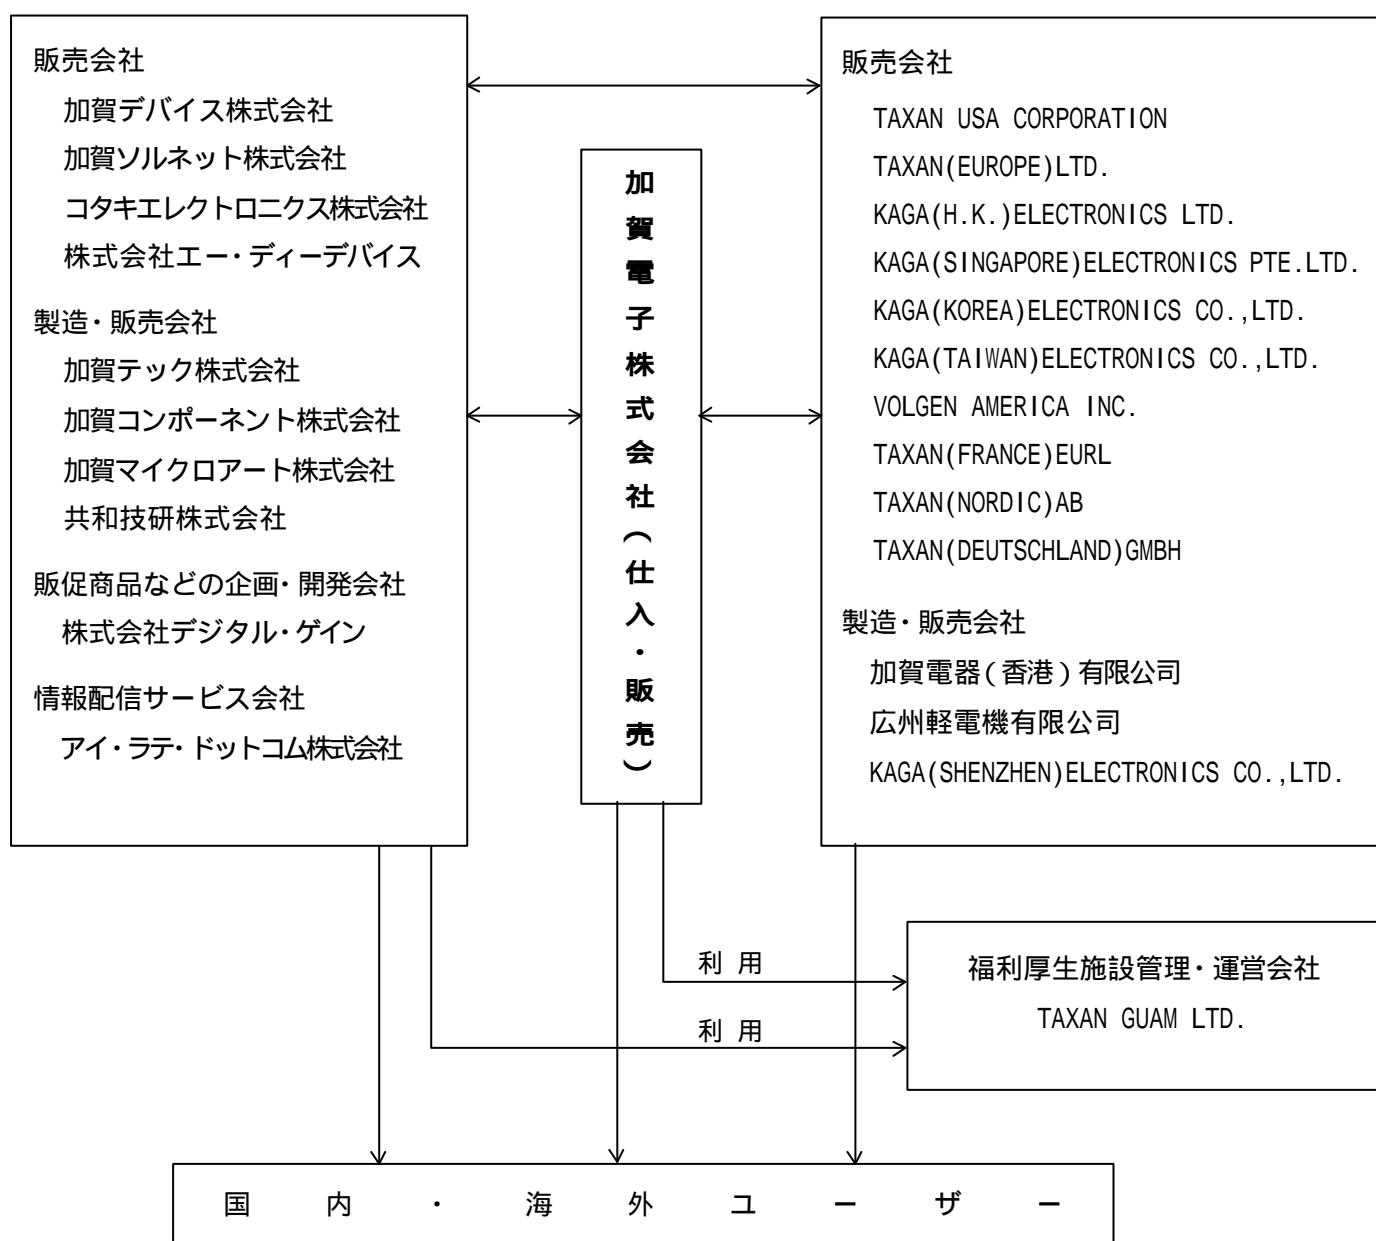 販売会社
加賀デバイス株式会社
加賀ソルネット株式会社
コタキエレクトロニクス株式会社
株式会社エー・ディーデバイス
製造・販売会社
加賀テック株式会社
加賀コンポーネント株式会社
加賀マイクロアート株式会社
共和技研株式会社
販促商品などの企画・開発会社
株式会社デジタル・ゲイン
情報配信サービス会社
アイ・ラテ・ドットコム株式会社
加賀電子株式会社(仕入・販売)
販売会社
TAXAN USA CORPORATION
TAXAN(EUROPE)LTD.
KAGA(H.K.)ELECTRONICS LTD.
KAGA(SINGAPORE)ELECTRONICS PTE.LTD.
KAGA(KOREA)ELECTRONICS CO.,LTD.
KAGA(TAIWAN)ELECTRONICS CO.,LTD.
VOLGEN AMERICA INC.
TAXAN(FRANCE)EURL
TAXAN(NORDIC)AB
TAXAN(DEUTSCHLAND)GMBH
製造・販売会社
加賀電器(香港)有限公司
広州軽電機有限公司
KAGA(SHENZHEN)ELECTRONICS CO.,LTD.
利用
利用
福利厚生施設管理・運営会社
TAXAN GUAM LTD.
国内・海外ユーザー